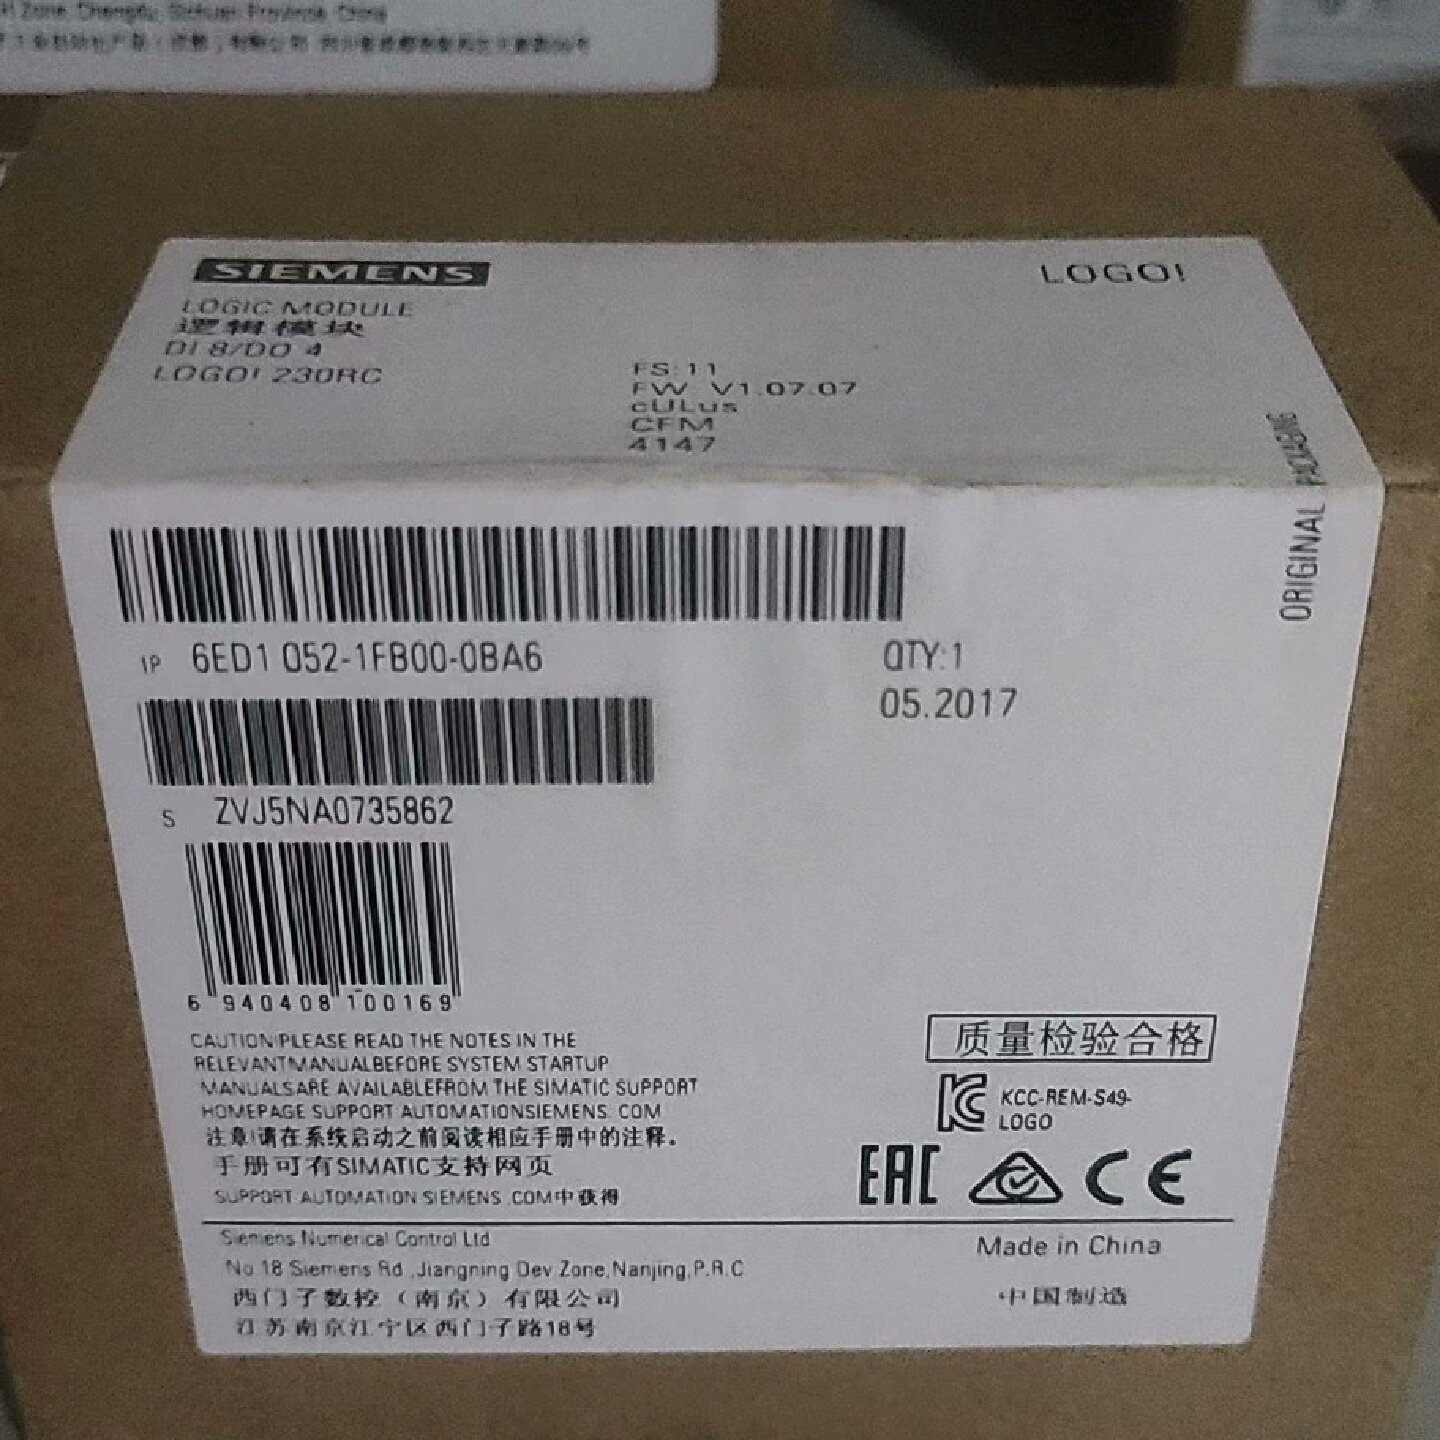 Zone, Chengdu, Sichuan Province, China
SIEMENS
LOGO!
LOGIC MODULE
逻辑模块
DI 8/DO 4
LOGO! 230RC
FS:11
FW: V1.07.07
cULus
CFM
4147
ORIGINAL PACKAGING
1P 6ED1 052-1FB00-0BA6
QTY:1
05.2017
S ZVJ5NA0735862
6 940408 100169
CAUTION!PLEASE READ THE NOTES IN THE
RELEVANTMANUALBEFORE SYSTEM STARTUP
MANUALSARE AVAILABLEFROM THE SIMATIC SUPPORT
HOMEPAGE SUPPORT AUTOMATIONSIEMENS. COM
注意!请在系统启动之前阅读相应手册中的注释。
手册可有SIMATIC支持网页
SUPPORT AUTOMATION SIEMENS .COM中获得
质量检验合格
KC KCC-REM-S49-
LOGO
EAC CE
Siemens Numerical Control Ltd
No.18 Siemens Rd.,Jiangning Dev Zone,Nanjing,P.R.C
西门子数控（南京）有限公司
江苏南京江宁区西门子路18号
Made in China
中国制造